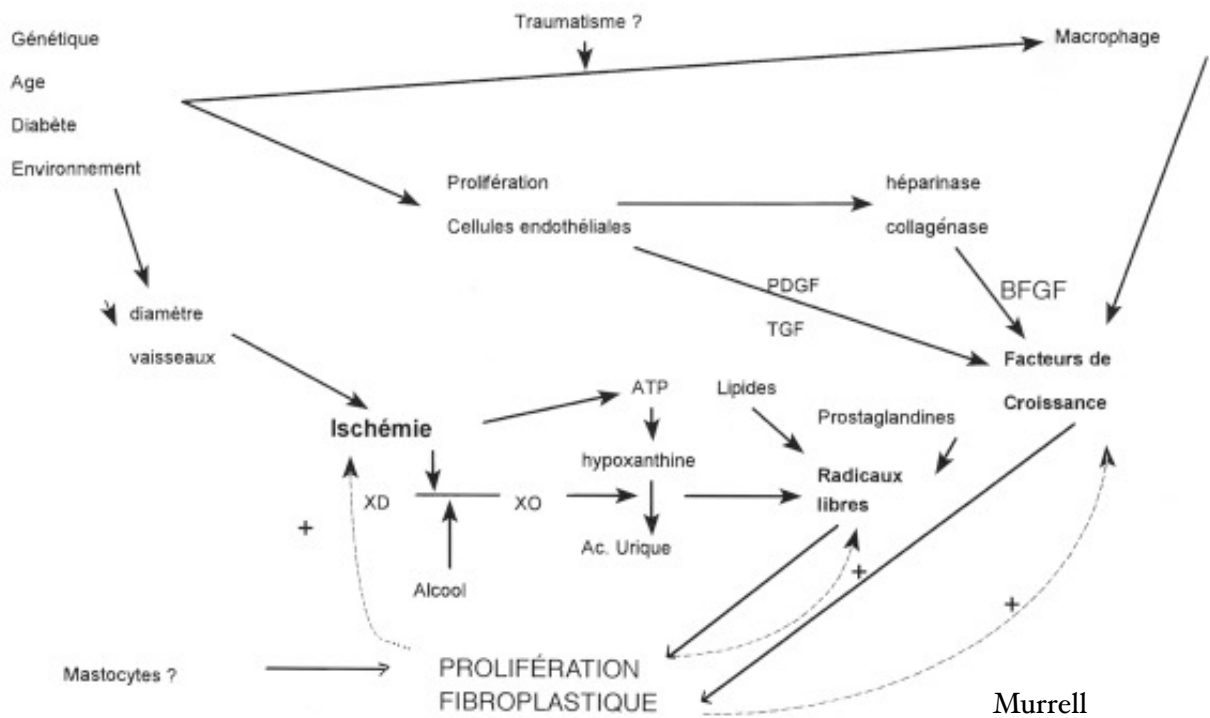 Traumatisme ?
Génétique
Macrophage
Age
Diabète
Environnement
Prolifération
Cellules endothéliales
héparinase
collagénase
PDGF
TGF
BFGF
diamètre
vaisseaux
Facteurs de
Croissance
ATP
Lipides
Prostaglandines
Ischémie
hypoxanthine
Radicaux
libres
XD
XO
+
Ac. Urique
Alcool
+
+
Mastocytes ?
PROLIFÉRATION
FIBROPLASTIQUE
Murrell